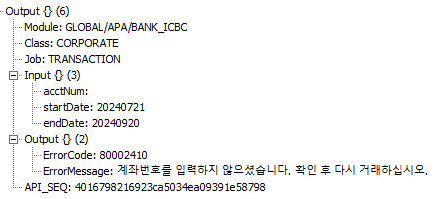 Output {} (6)
Module: GLOBAL/APA/BANK_ICBC
Class: CORPORATE
Job: TRANSACTION
Input {} (3)
acctNum:
startDate: 20240721
endDate: 20240920
Output {} (2)
ErrorCode: 80002410
ErrorMessage: 계좌번호를 입력하지 않으셨습니다. 확인 후 다시 거래하십시오.
API_SEQ: 4016798216923ca5034ea09391e58798